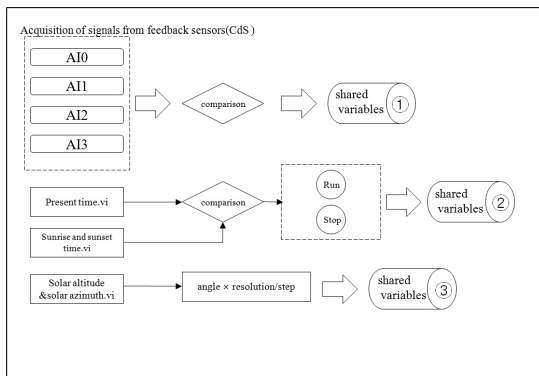 Acquisition of signals from feedback sensors(CdS )
AI0
AI1
AI2
AI3
comparison
shared
variables
①
Present time.vi
Sunrise and sunset
time.vi
comparison
Run
Stop
shared
variables
②
Solar altitude
&solar azimuth.vi
angle × resolution/step
shared
variables
③